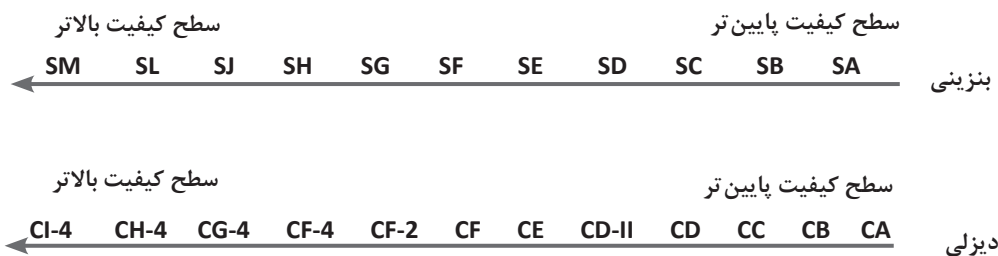 سطح کیفیت پایین‌تر سطح کیفیت بالاتر
SM SL SJ SH SG SF SE SD SC SB SA
بنزینی
سطح کیفیت پایین‌تر سطح کیفیت بالاتر
CI-4 CH-4 CG-4 CF-4 CF-2 CF CE CD-II CD CC CB CA
دیزلی